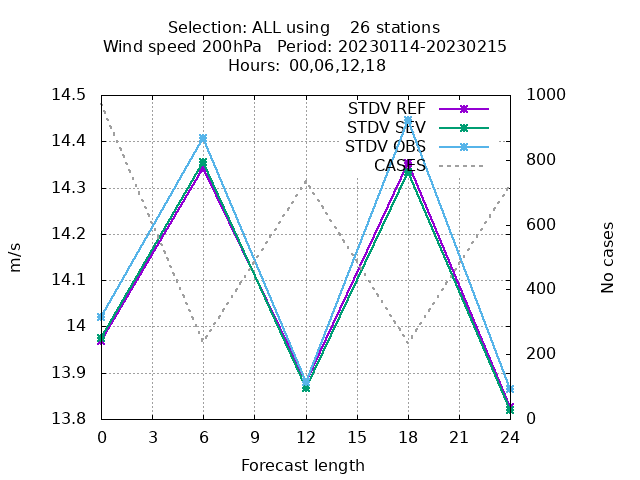 Selection: ALL using    26 stations
Wind speed 200hPa   Period: 20230114-20230215
Hours:  00,06,12,18
14.5
14.4
14.3
14.2
14.1
14
13.9
13.8
m/s
STDV REF
STDV SEV
STDV OBS
CASES
1000
800
600
400
200
0
No cases
0 3 6 9 12 15 18 21 24
Forecast length